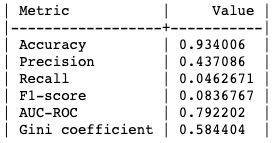 | Metric           |     Value |
|------------------+-----------|
| Accuracy         | 0.934006  |
| Precision        | 0.437086  |
| Recall           | 0.0462671 |
| F1-score         | 0.0836767 |
| AUC-ROC          | 0.792202  |
| Gini coefficient | 0.584404  |